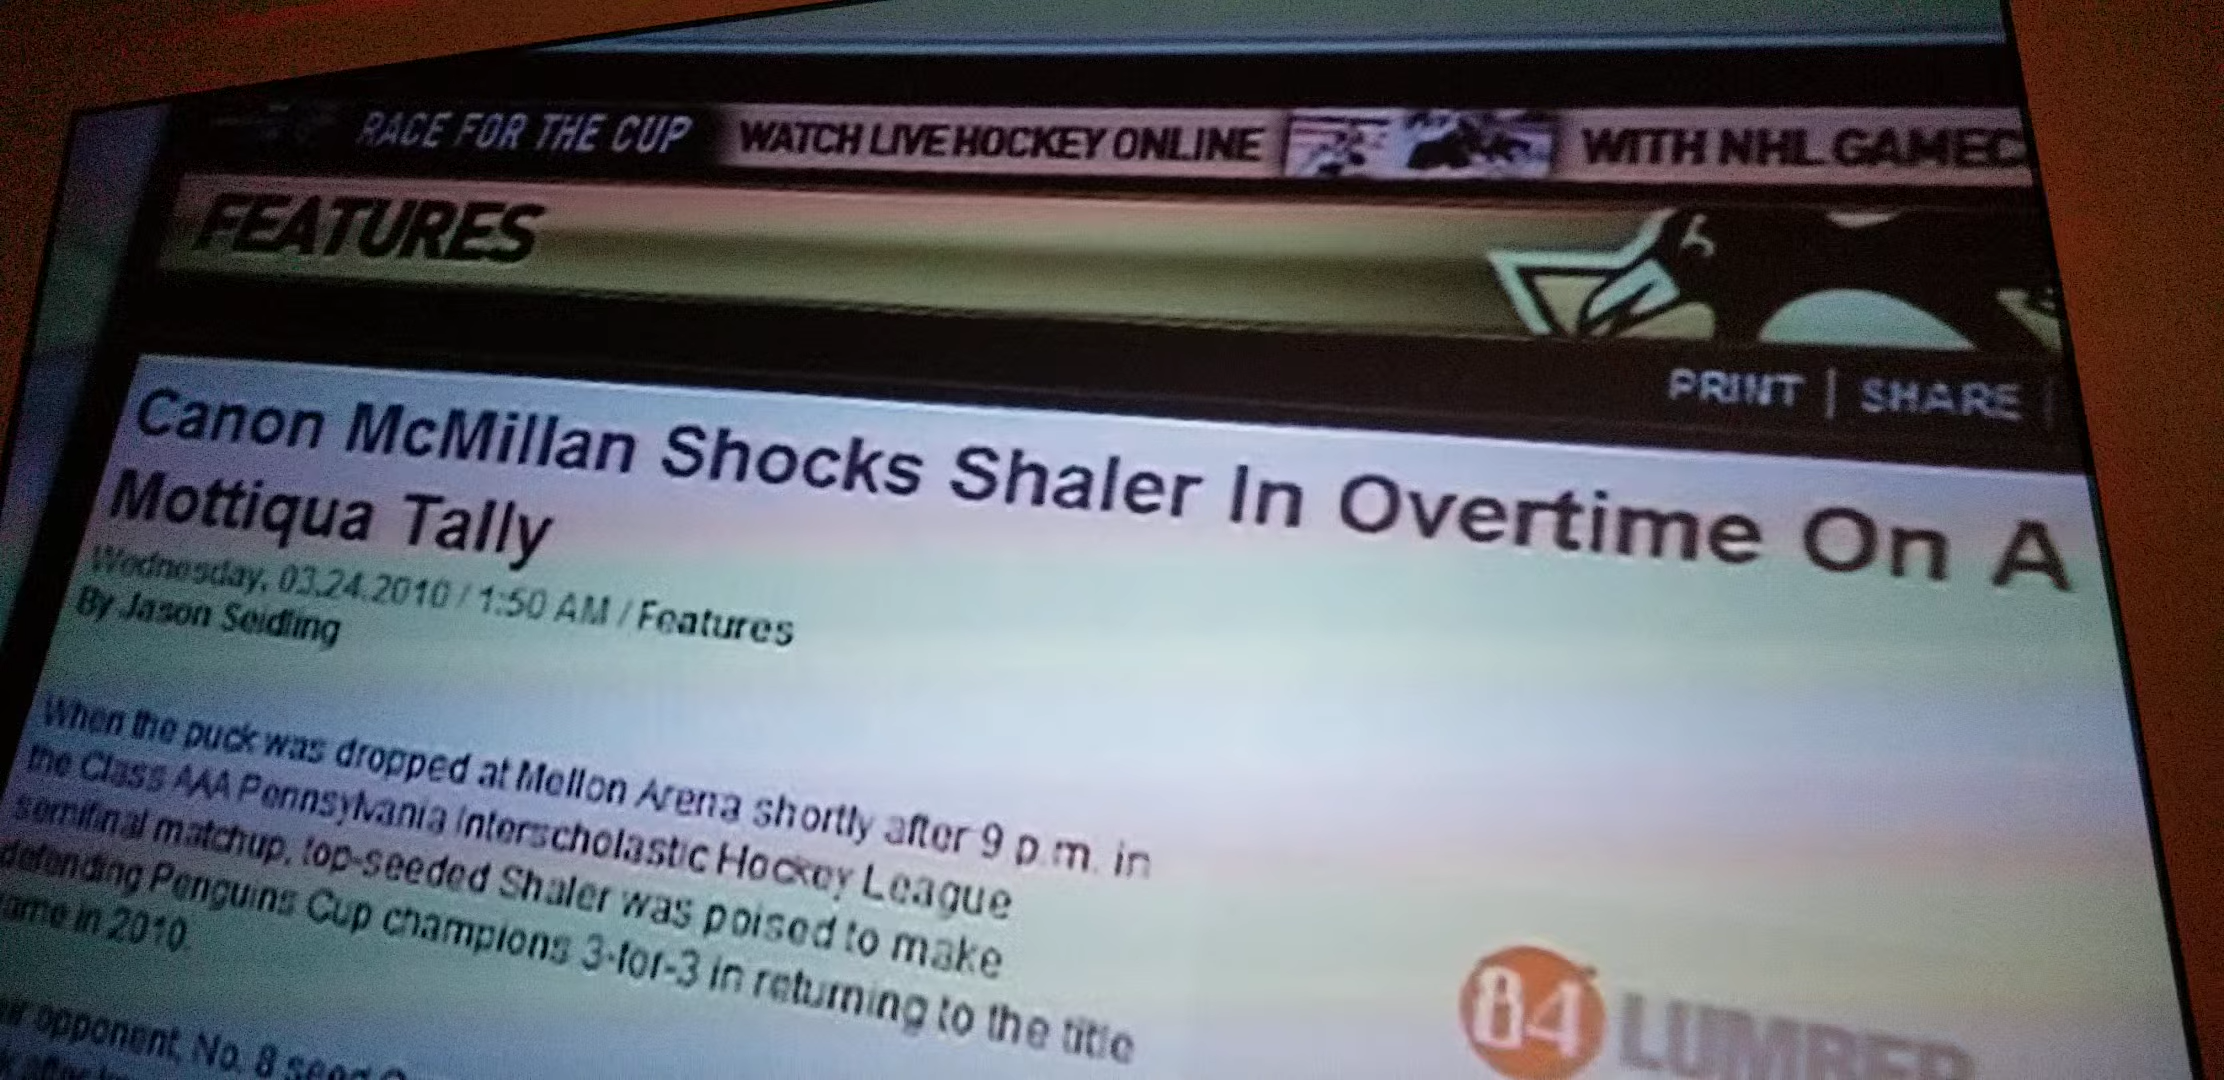 RACE FOR THE CUP WATCH LIVE HOCKEY ONLINE WITH NHL GAMEC
FEATURES
PRINT | SHARE |
Canon McMillan Shocks Shaler In Overtime On A
Mottiqua Tally
Wednesday, 03.24.2010 / 1:50 AM / Features
By Jason Seidling
When the puck was dropped at Mellon Arena shortly after 9 p.m. in
the Class AAA Pennsylvania Interscholastic Hockey League
semifinal matchup, top-seeded Shaler was poised to make
defending Penguins Cup champions 3-for-3 in returning to the title
ame in 2010.
opponent, No. 8 seed
84 LUMBER